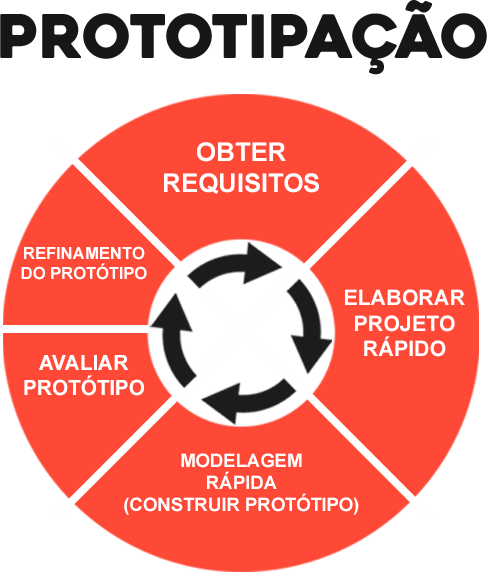 PROTOTIPAÇÃO
OBTER
REQUISITOS
ELABORAR
PROJETO
RÁPIDO
MODELAGEM
RÁPIDA
(CONSTRUIR PROTÓTIPO)
AVALIAR
PROTÓTIPO
REFINAMENTO
DO PROTÓTIPO